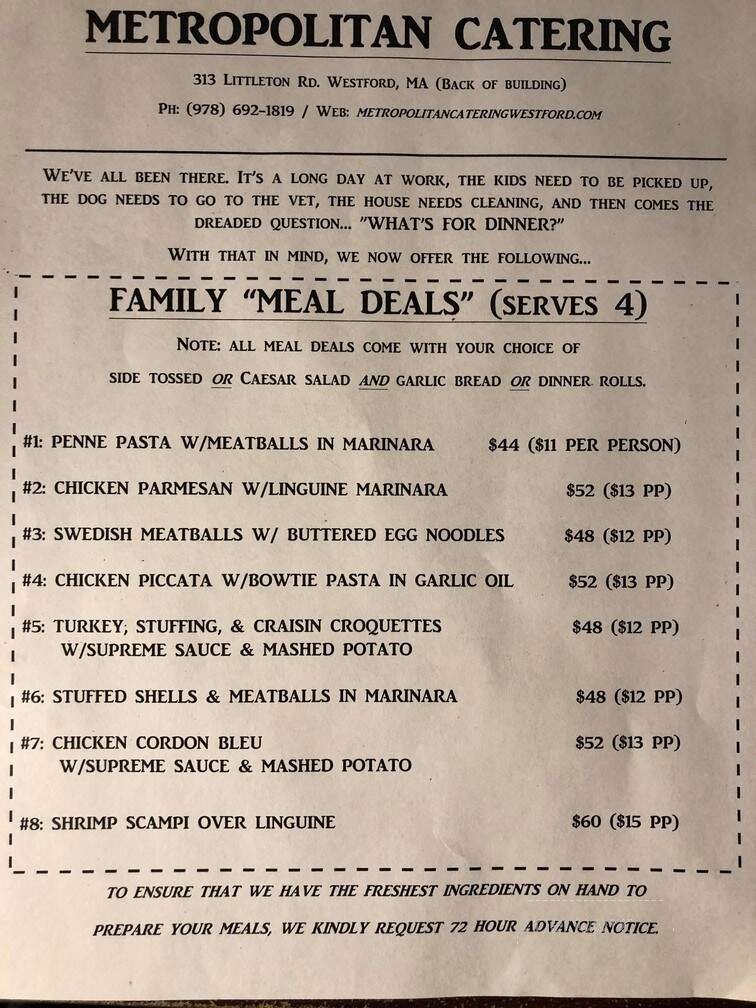 METROPOLITAN CATERING
313 LITTLETON RD. WESTFORD, MA (BACK OF BUILDING)
PH: (978) 692-1819 / WEB: METROPOLITANCATERINGWESTFORD.COM
WE'VE ALL BEEN THERE. IT'S A LONG DAY AT WORK, THE KIDS NEED TO BE PICKED UP,
THE DOG NEEDS TO GO TO THE VET, THE HOUSE NEEDS CLEANING, AND THEN COMES THE
DREADED QUESTION... "WHAT'S FOR DINNER?"
WITH THAT IN MIND, WE NOW OFFER THE FOLLOWING...
FAMILY "MEAL DEALS" (SERVES 4)
NOTE: ALL MEAL DEALS COME WITH YOUR CHOICE OF
SIDE TOSSED OR CAESAR SALAD AND GARLIC BREAD OR DINNER ROLLS.
#1: PENNE PASTA W/MEATBALLS IN MARINARA $44 ($11 PER PERSON)
#2: CHICKEN PARMESAN W/LINGUINE MARINARA $52 ($13 PP)
#3: SWEDISH MEATBALLS W/ BUTTERED EGG NOODLES $48 ($12 PP)
#4: CHICKEN PICCATA W/BOWTIE PASTA IN GARLIC OIL $52 ($13 PP)
#5: TURKEY, STUFFING, & CRAISIN CROQUETTES $48 ($12 PP)
W/SUPREME SAUCE & MASHED POTATO
#6: STUFFED SHELLS & MEATBALLS IN MARINARA $48 ($12 PP)
#7: CHICKEN CORDON BLEU $52 ($13 PP)
W/SUPREME SAUCE & MASHED POTATO
#8: SHRIMP SCAMPI OVER LINGUINE $60 ($15 PP)
TO ENSURE THAT WE HAVE THE FRESHEST INGREDIENTS ON HAND TO
PREPARE YOUR MEALS, WE KINDLY REQUEST 72 HOUR ADVANCE NOTICE.